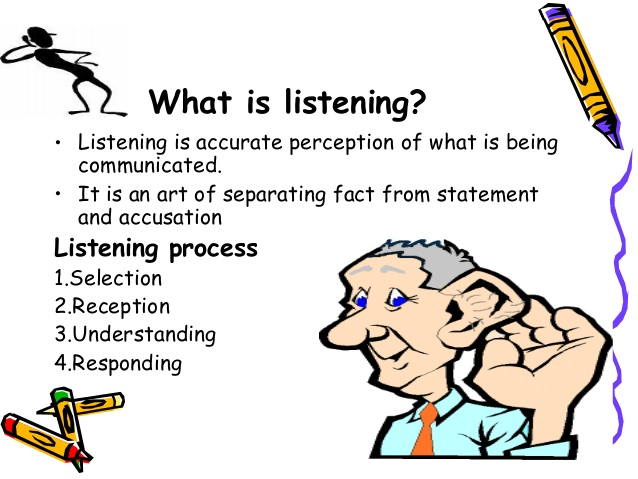 What is listening?
• Listening is accurate perception of what is being
communicated.
• It is an art of separating fact from statement
and accusation
Listening process
1.Selection
2.Reception
3.Understanding
4.Responding